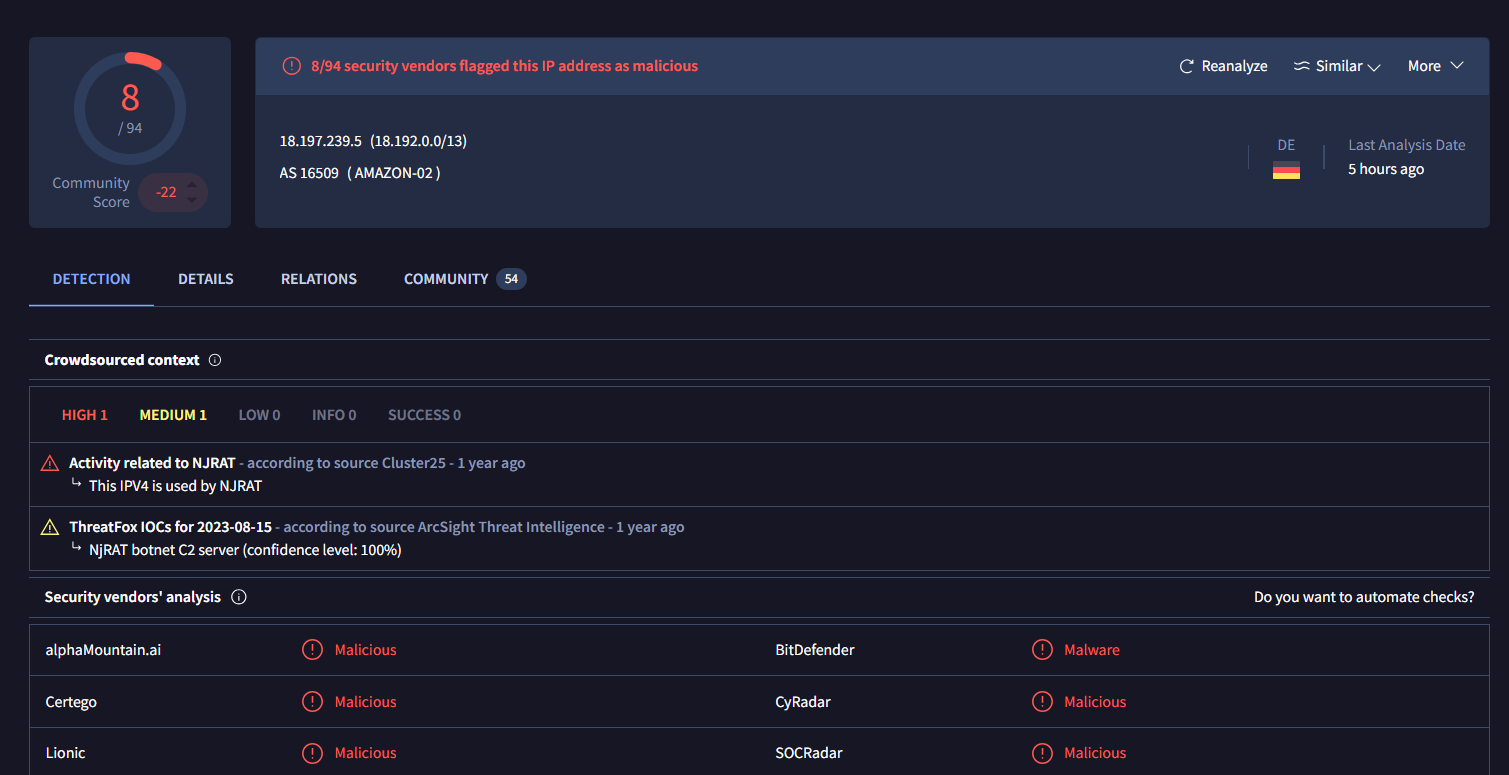 8
/ 94
Community
Score
-22
8/94 security vendors flagged this IP address as malicious
Reanalyze
Similar
More
18.197.239.5 (18.192.0.0/13)
AS 16509 ( AMAZON-02 )
DE
Last Analysis Date
5 hours ago
DETECTION
DETAILS
RELATIONS
COMMUNITY 54
Crowdsourced context
HIGH 1
MEDIUM 1
LOW 0
INFO 0
SUCCESS 0
Activity related to NJRAT - according to source Cluster25 - 1 year ago
This IPV4 is used by NJRAT
ThreatFox IOCs for 2023-08-15 - according to source ArcSight Threat Intelligence - 1 year ago
NjRAT botnet C2 server (confidence level: 100%)
Security vendors' analysis
Do you want to automate checks?
alphaMountain.ai
Malicious
BitDefender
Malware
Certego
Malicious
CyRadar
Malicious
Lionic
Malicious
SOCRadar
Malicious